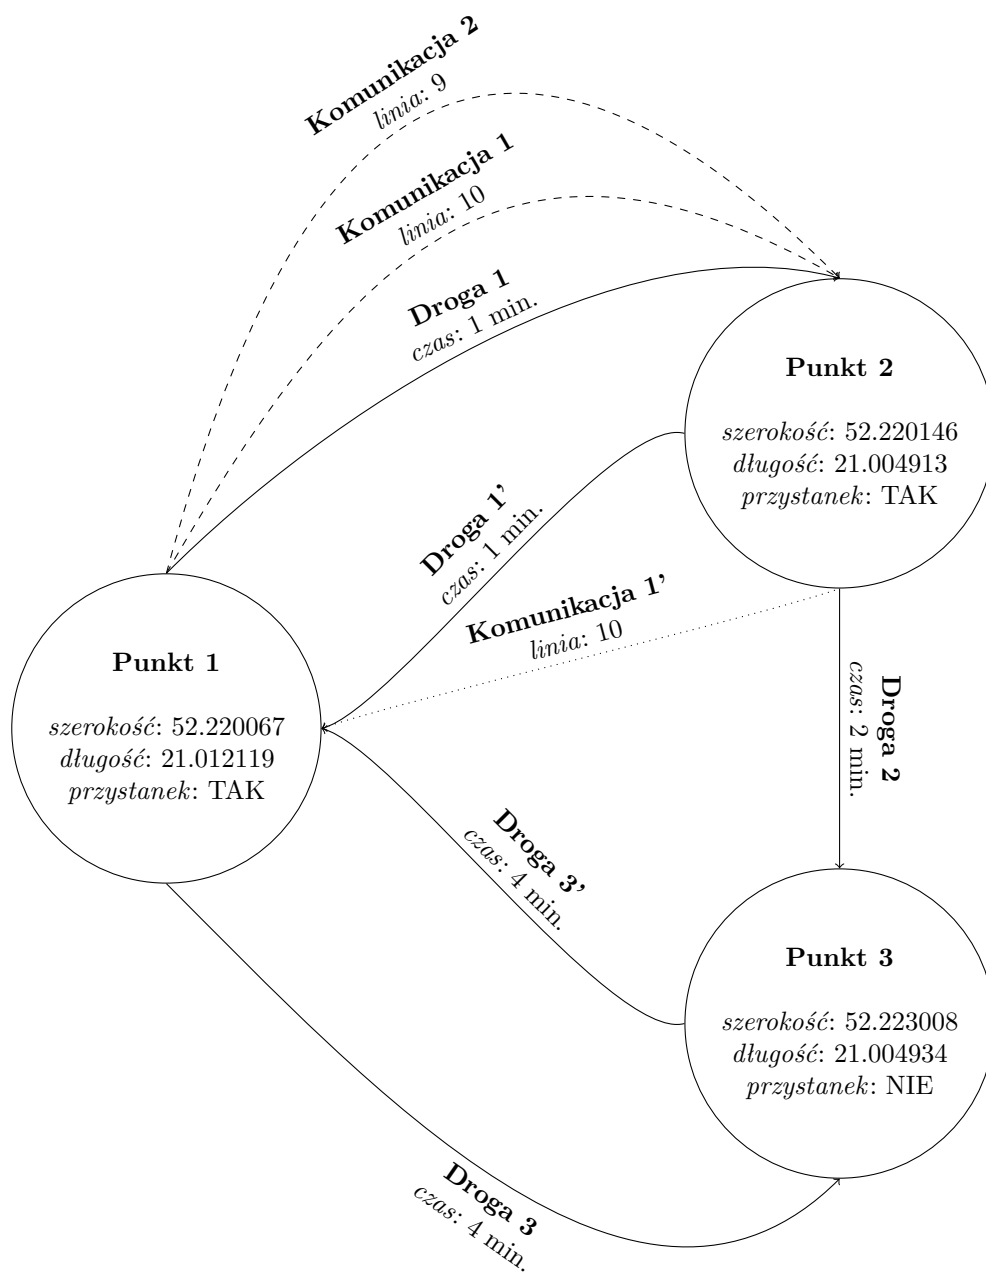 Komunikacja 2
linia: 9
Komunikacja 1
linia: 10
Droga 1
czas: 1 min.
Punkt 2
szerokość: 52.220146
długość: 21.004913
przystanek: TAK
Droga 1’
czas: 1 min.
Komunikacja 1’
linia: 10
Punkt 1
szerokość: 52.220067
długość: 21.012119
przystanek: TAK
Droga 2
czas: 2 min.
Droga 3’
czas: 4 min.
Punkt 3
szerokość: 52.223008
długość: 21.004934
przystanek: NIE
Droga 3
czas: 4 min.